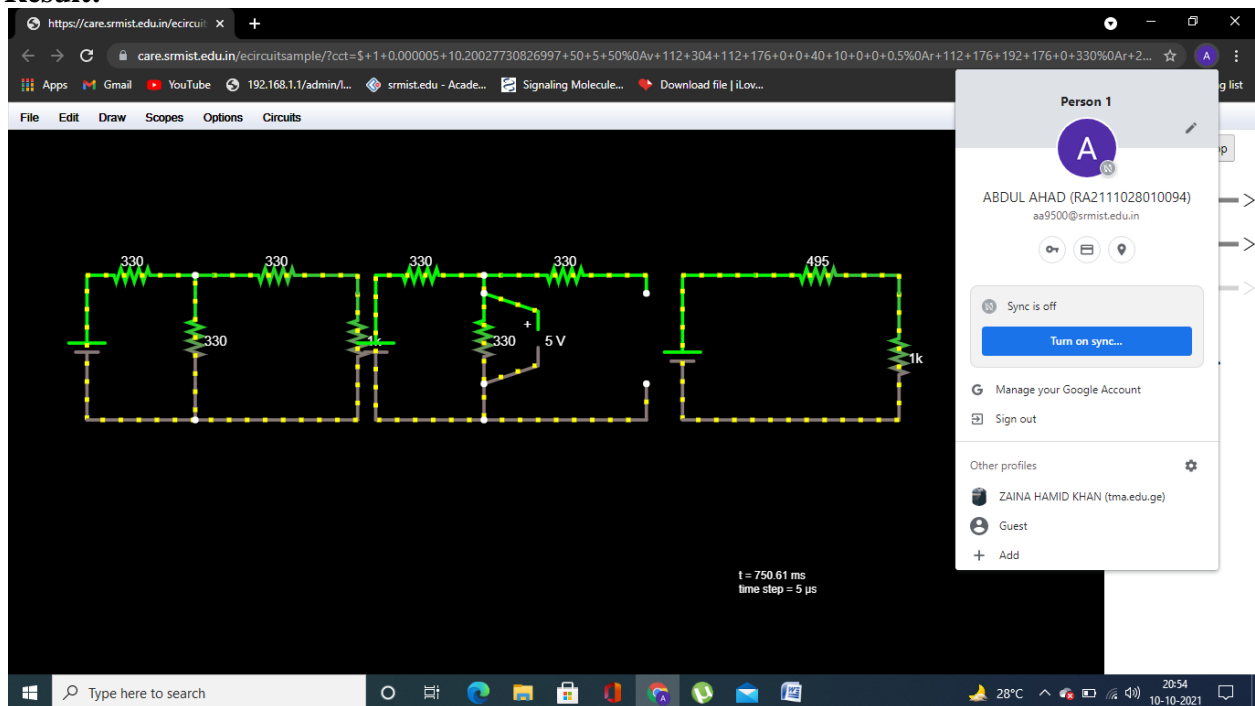 Result:
https://care.srmist.edu.in/ecircuit
care.srmist.edu.in/ecircuitsample/?cct=$+1+0.000005+10.20027730826997+50+5+50%0Av+112+304+112+176+0+0+40+10+0+0+0.5%0Ar+112+176+192+176+0+330%0Ar+2...
A
Apps Gmail YouTube 192.168.1.1/admin/l... srmist.edu - Acade... Signaling Molecule... Download file | iLov... g list
File Edit Draw Scopes Options Circuits
Person 1
A
ABDUL AHAD (RA2111028010094)
aa9500@srmist.edu.in
Sync is off
Turn on sync...
Manage your Google Account
Sign out
Other profiles
ZAINA HAMID KHAN (tma.edu.ge)
Guest
Add
330 330 330 330 495
330 1k + 330 5 V 1k
t = 750.61 ms
time step = 5 μs
Type here to search
28°C
20:54
10-10-2021